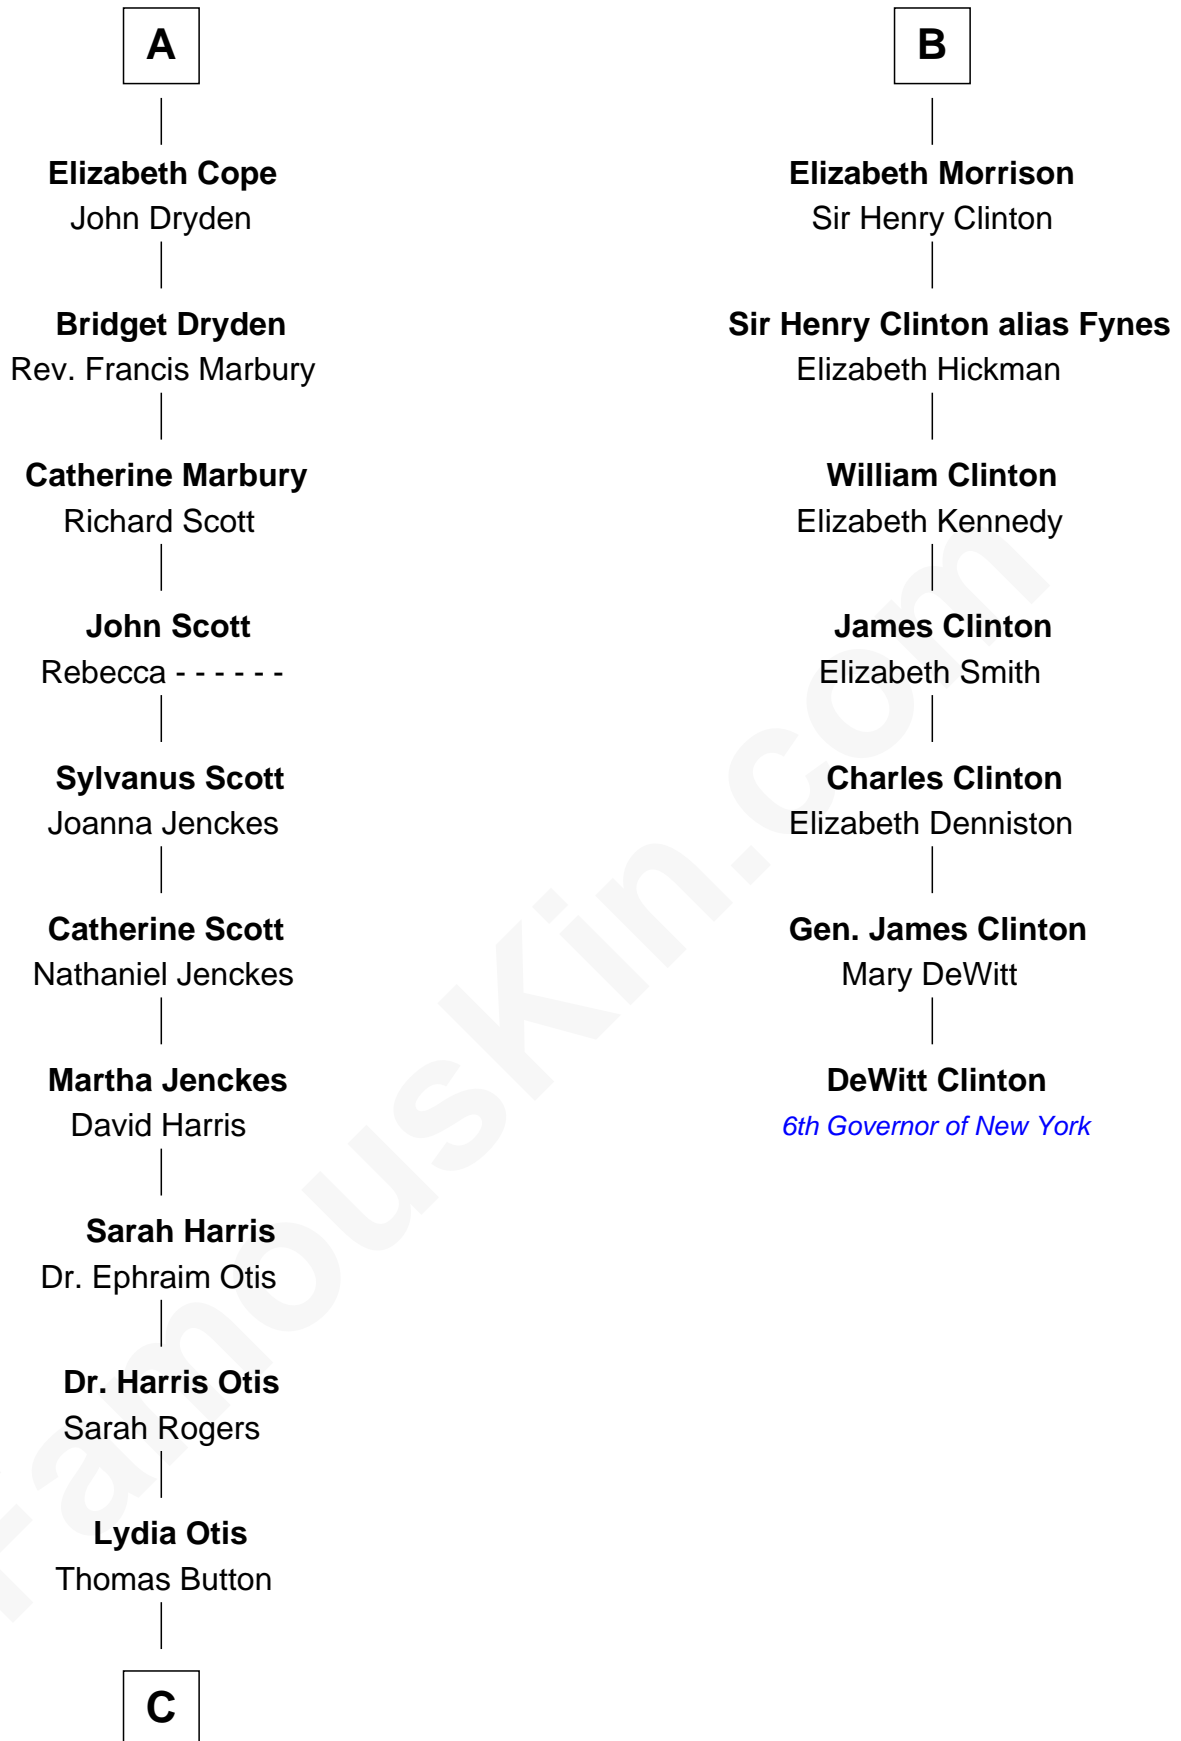 A
Elizabeth Cope
John Dryden
Bridget Dryden
Rev. Francis Marbury
Catherine Marbury
Richard Scott
John Scott
Rebecca - - - - - -
Sylvanus Scott
Joanna Jenckes
Catherine Scott
Nathaniel Jenckes
Martha Jenckes
David Harris
Sarah Harris
Dr. Ephraim Otis
Dr. Harris Otis
Sarah Rogers
Lydia Otis
Thomas Button
C
B
Elizabeth Morrison
Sir Henry Clinton
Sir Henry Clinton alias Fynes
Elizabeth Hickman
William Clinton
Elizabeth Kennedy
James Clinton
Elizabeth Smith
Charles Clinton
Elizabeth Denniston
Gen. James Clinton
Mary DeWitt
DeWitt Clinton
6th Governor of New York
FamousKin.com